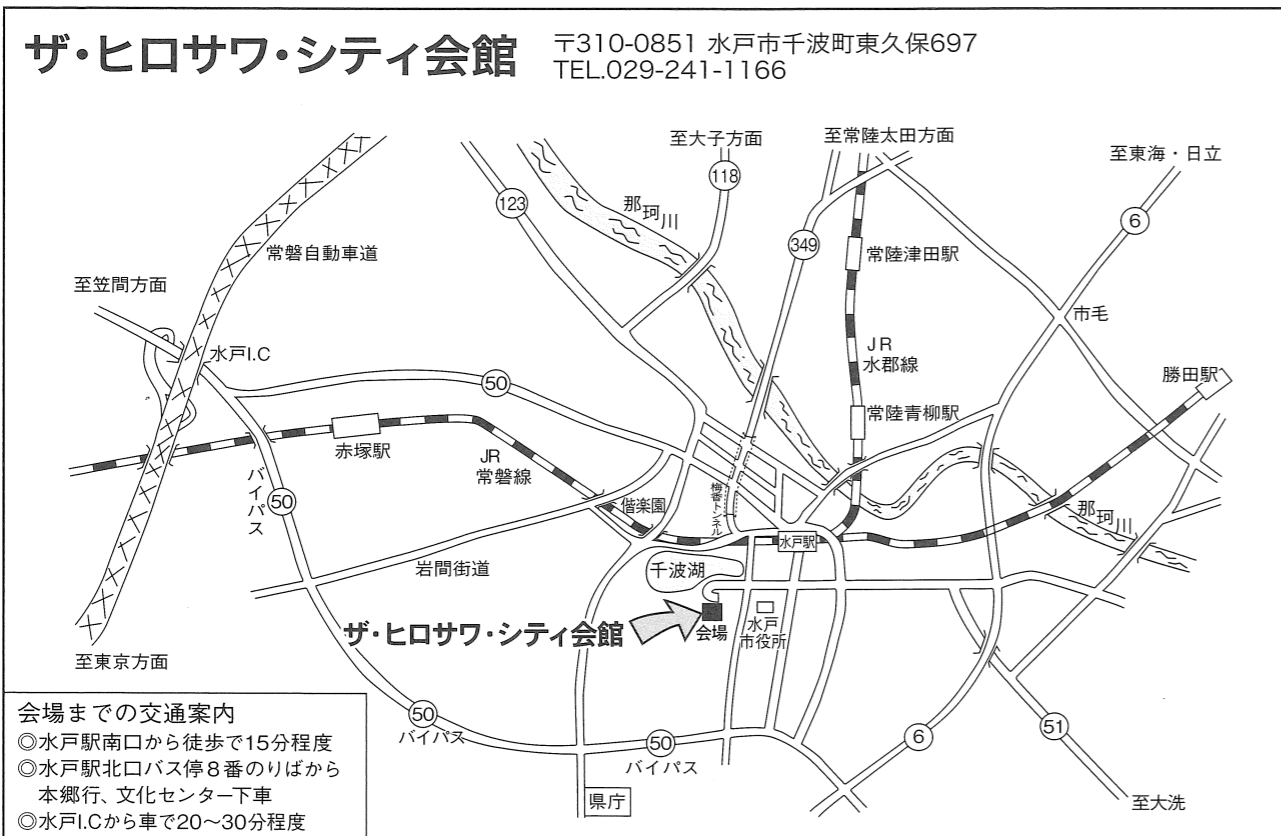 ザ・ヒロサワ・シティ会館
〒310-0851 水戸市千波町東久保697
TEL.029-241-1166
至大子方面
至常陸太田方面
至東海・日立
118
123
那珂川
6
349
常磐自動車道
常陸津田駅
至笠間方面
市毛
JR
水郡線
水戸I.C
勝田駅
50
常陸青柳駅
赤塚駅
JR
常磐線
バイパス
50
偕楽園
梅香トンネル
那珂川
水戸駅
千波湖
岩間街道
ザ・ヒロサワ・シティ会館
会場
水戸
市役所
至東京方面
50
バイパス
50
バイパス
6
51
県庁
至大洗
会場までの交通案内
◎水戸駅南口から徒歩で15分程度
◎水戸駅北口バス停8番のりばから
本郷行、文化センター下車
◎水戸I.Cから車で20〜30分程度